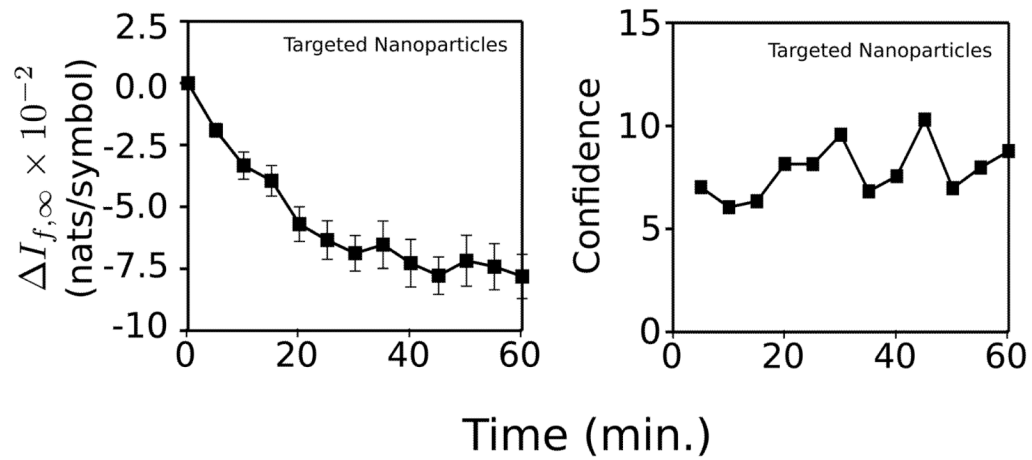 ΔI_{f,∞} × 10⁻²
(nats/symbol)
2.5
0.0
-2.5
-5.0
-7.5
-10
0 20 40 60
Targeted Nanoparticles
Confidence
15
10
5
0
0 20 40 60
Targeted Nanoparticles
Time (min.)